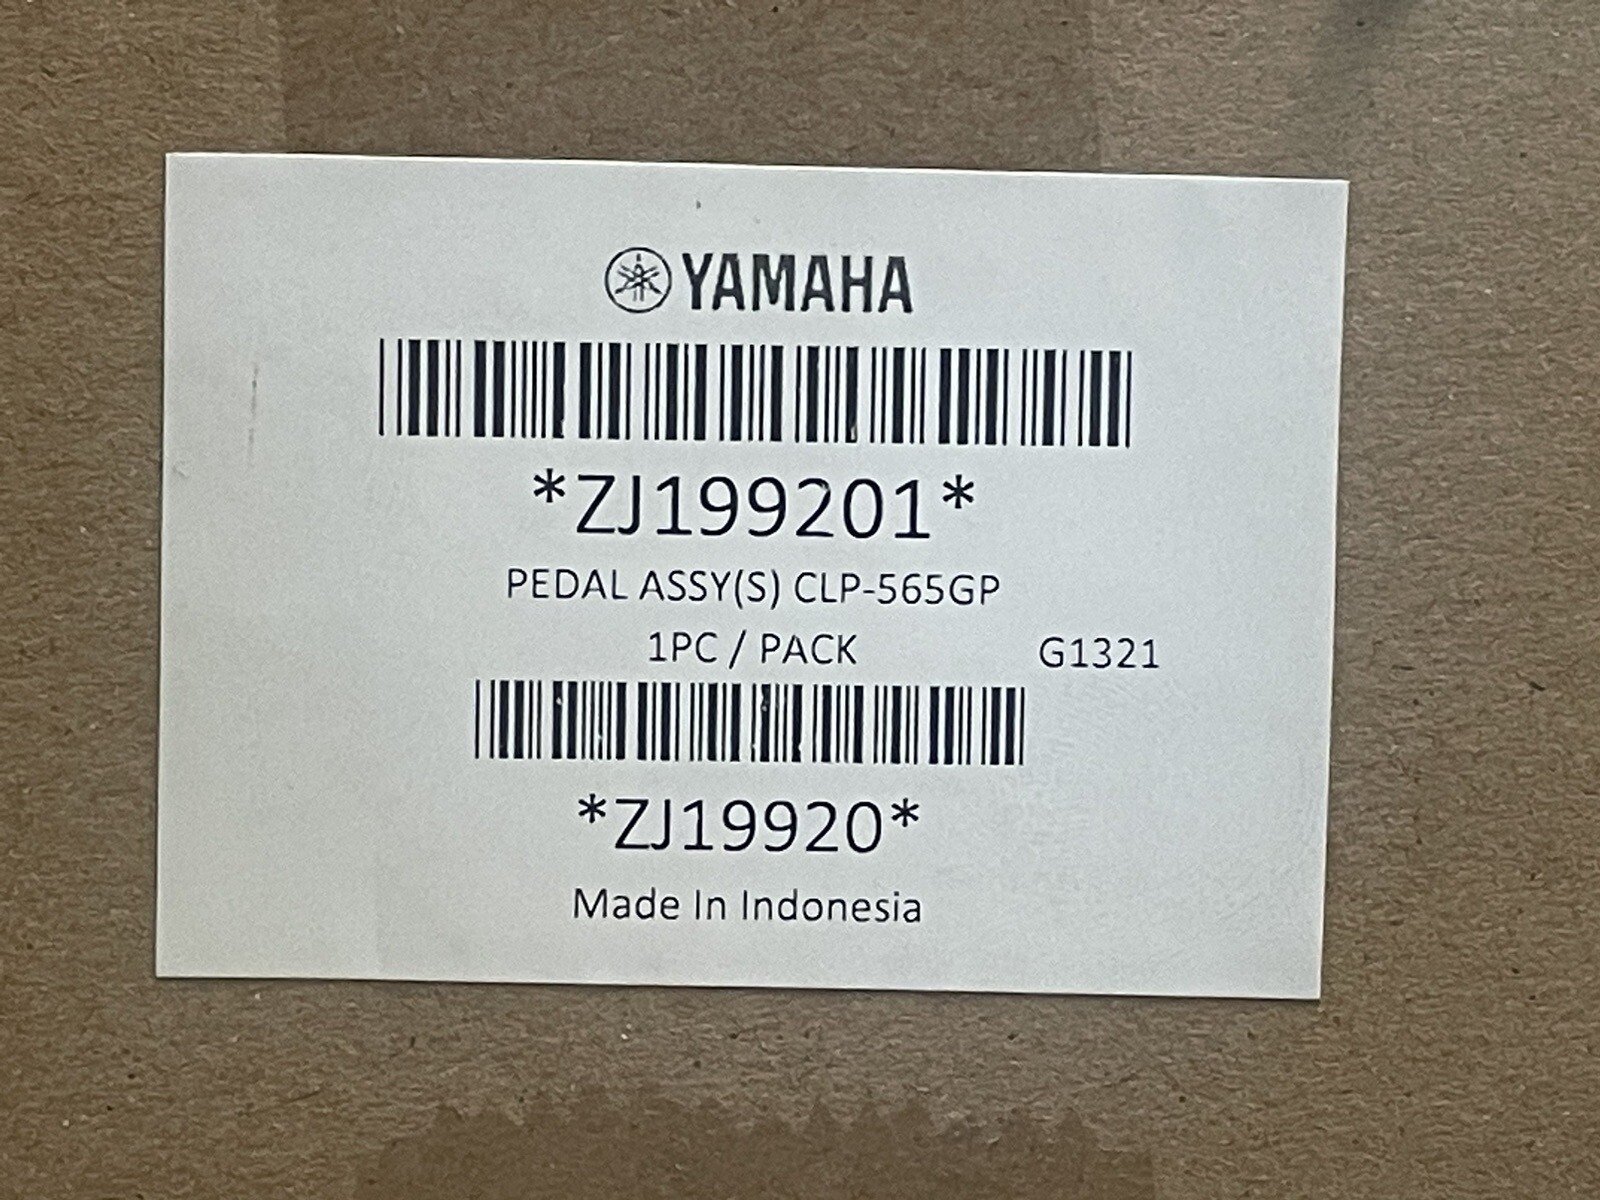 YAMAHA
*ZJ199201*
PEDAL ASSY(S) CLP-565GP
1PC / PACK G1321
*ZJ19920*
Made In Indonesia